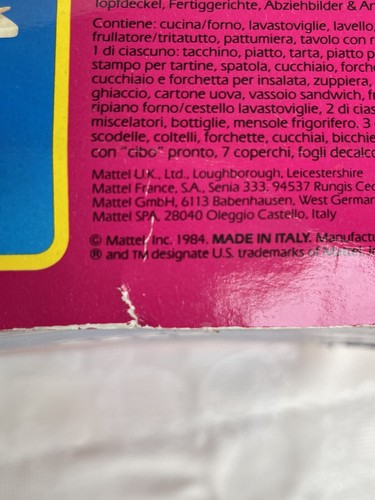 Topfdeckel, Fertiggerichte, Abziehbilder & An
Contiene: cucina/forno, lavastoviglie, lavello,
frullatore/tritatutto, pattumiera, tavolo con r
1 di ciascuno: tacchino, piatto, tarta, piatto p
stampo per tartine, spatola, cucchiaio, forche
cucchiaio e forchetta per insalata, zuppiera,
ghiaccio, cartone uova, vassoio sandwich, fr
ripiano forno/cestello lavastoviglie, 2 di cias
miscelatori, bottiglie, mensole frigorifero. 3
scodelle, coltelli, forchette, cucchiai, bicchie
con "cibo" pronto, 7 coperchi, fogli decalco
Mattel U.K., Ltd., Loughborough, Leicestershire
Mattel France, S.A., Senia 333. 94537 Rungis Ced
Mattel GmbH, 6113 Babenhausen, West German
Mattel SPA, 28040 Oleggio Castello, Italy
© Mattel, Inc. 1984. MADE IN ITALY. Manufactu
® and TM designate U.S. trademarks of Mattel, I